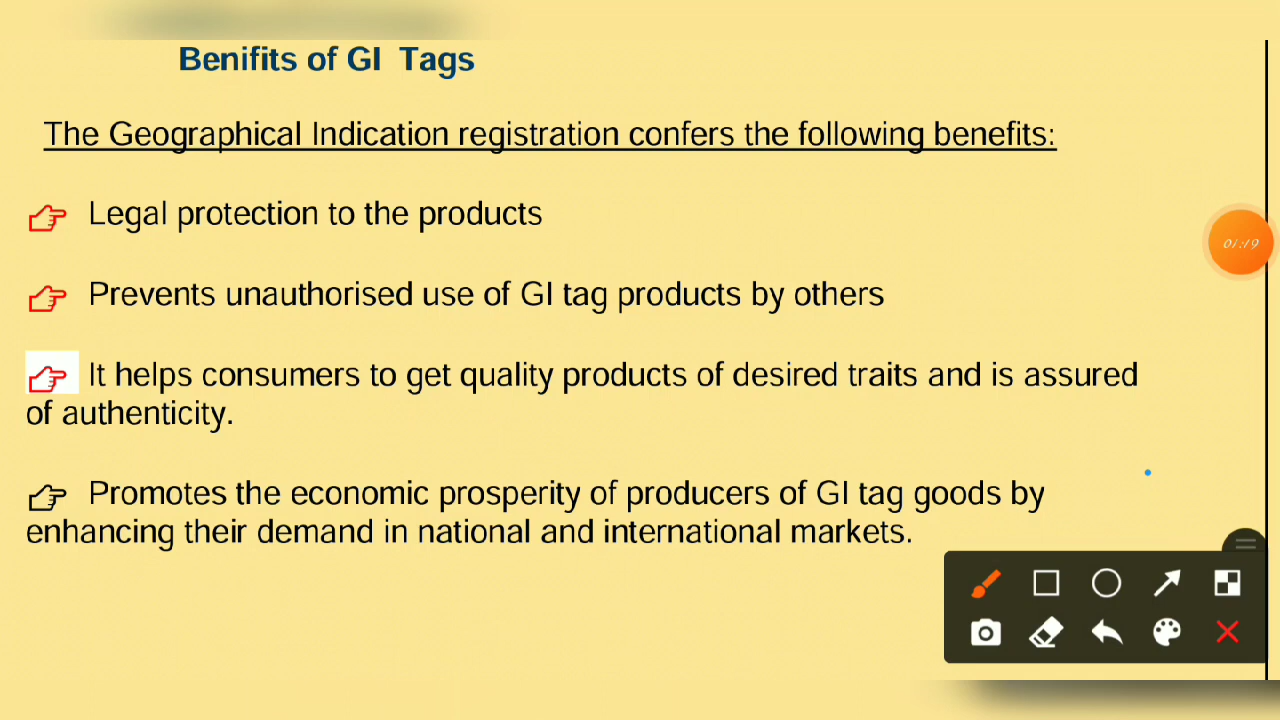 Benifits of GI Tags
The Geographical Indication registration confers the following benefits:
Legal protection to the products
01:19
Prevents unauthorised use of GI tag products by others
It helps consumers to get quality products of desired traits and is assured
of authenticity.
Promotes the economic prosperity of producers of GI tag goods by
enhancing their demand in national and international markets.